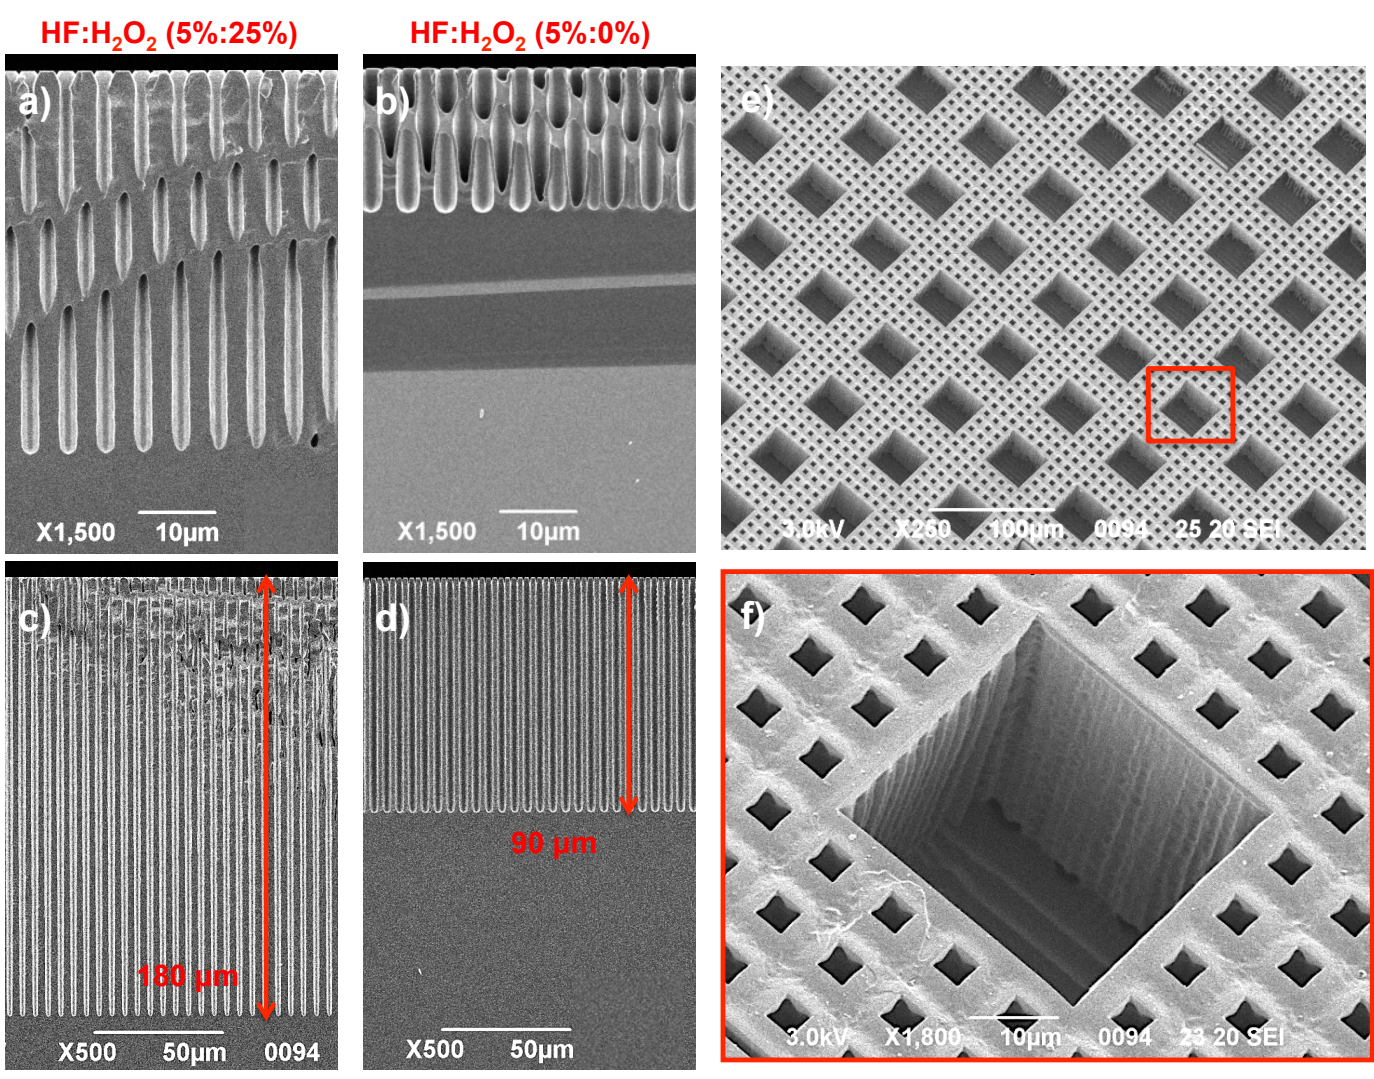 HF:H₂O₂ (5%:25%)
HF:H₂O₂ (5%:0%)
a)
X1,500 10µm
b)
X1,500 10µm
e)
3.0kV X250 100µm 0094 25 20 SEI
c)
180 µm
X500 50µm 0094
d)
90 µm
X500 50µm
f)
3.0kV X1,800 10µm 0094 23 20 SEI